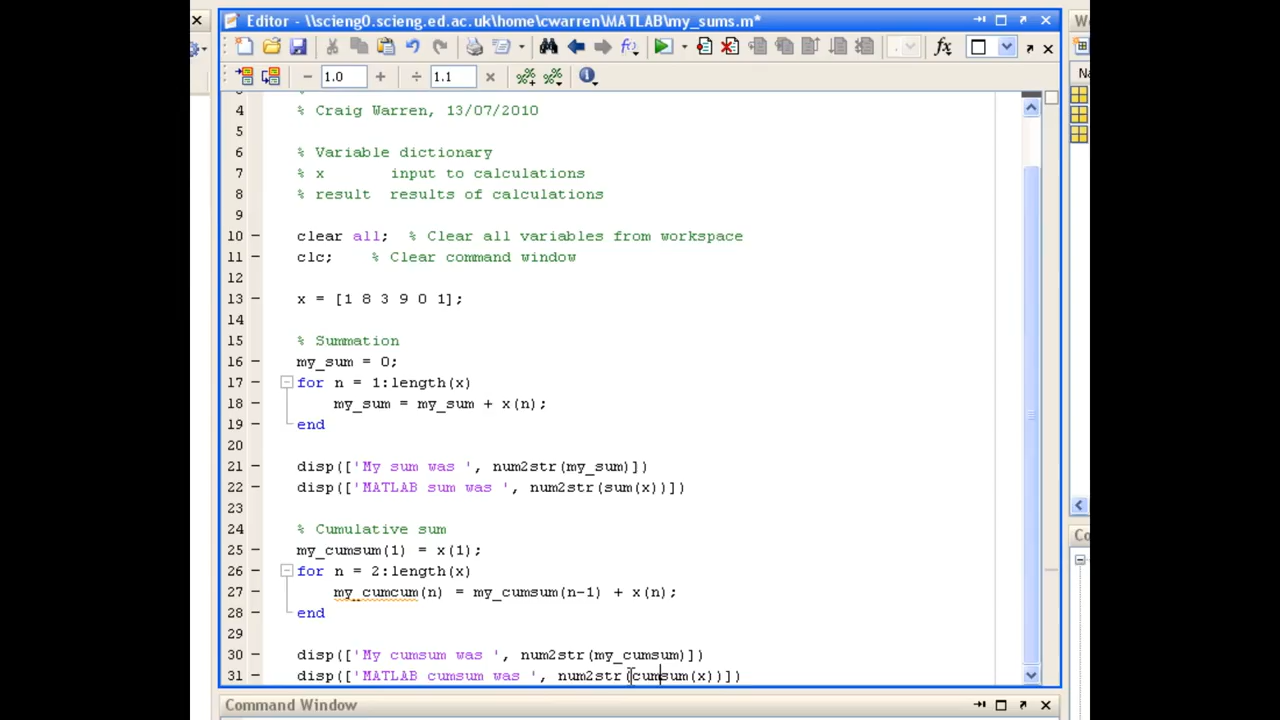 Editor - \\scieng0.scieng.ed.ac.uk\home\cwarren\MATLAB\my_sums.m*
1.0
1.1
4 % Craig Warren, 13/07/2010
5
6 % Variable dictionary
7 % x input to calculations
8 % result results of calculations
9
10 clear all; % Clear all variables from workspace
11 clc; % Clear command window
12
13 x = [1 8 3 9 0 1];
14
15 % Summation
16 my_sum = 0;
17 for n = 1:length(x)
18 my_sum = my_sum + x(n);
19 end
20
21 disp(['My sum was ', num2str(my_sum)])
22 disp(['MATLAB sum was ', num2str(sum(x))])
23
24 % Cumulative sum
25 my_cumsum(1) = x(1);
26 for n = 2:length(x)
27 my_cumcum(n) = my_cumsum(n-1) + x(n);
28 end
29
30 disp(['My cumsum was ', num2str(my_cumsum)])
31 disp(['MATLAB cumsum was ', num2str(cumsum(x))])
Command Window